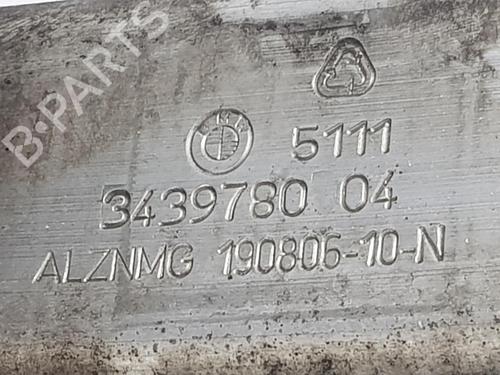 B-PARTS
BMW
5111
3439780 04
ALZNMG 190806-10-N